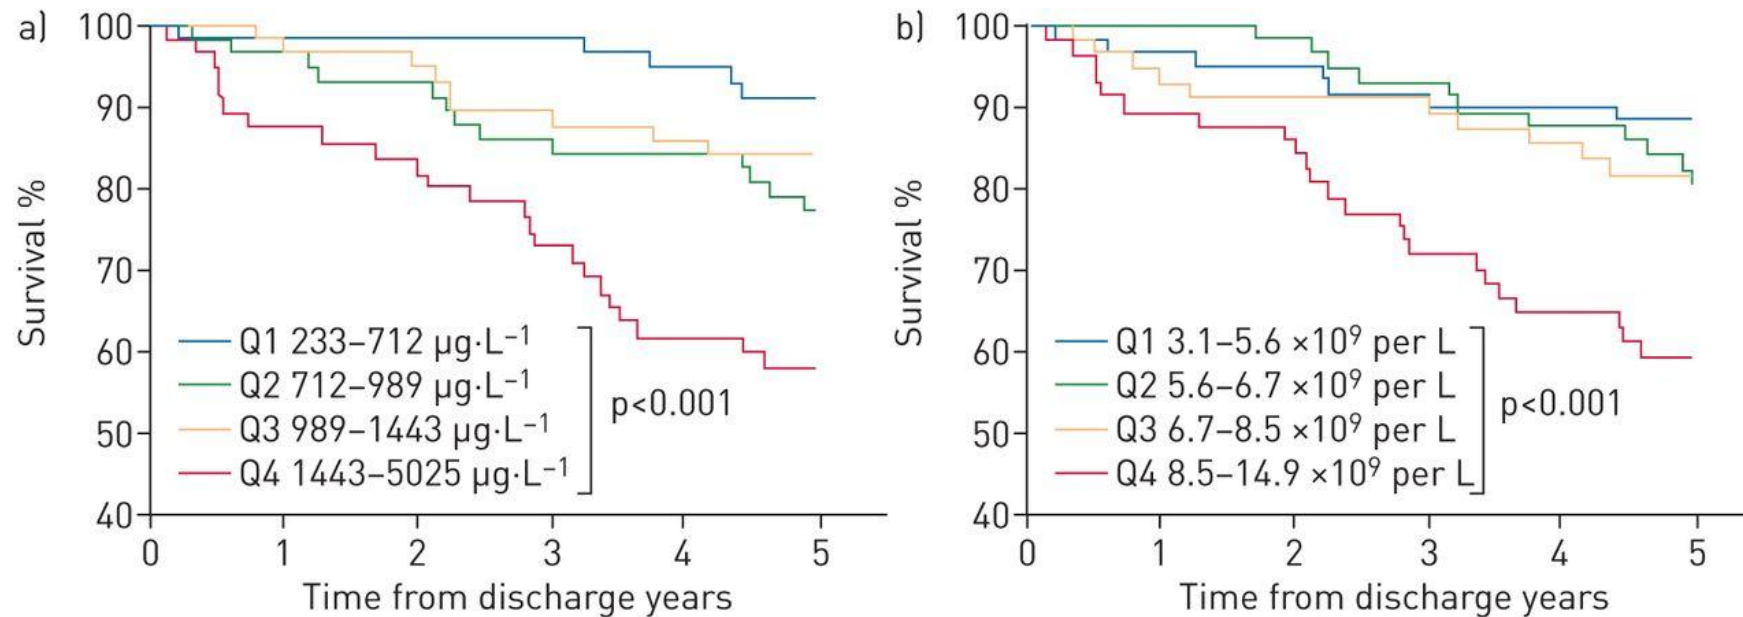 a)
Survival %
100
90
80
70
60
50
40
Q1 233–712 µg·L⁻¹
Q2 712–989 µg·L⁻¹
Q3 989–1443 µg·L⁻¹
Q4 1443–5025 µg·L⁻¹
p<0.001
0 1 2 3 4 5
Time from discharge years
b)
Survival %
100
90
80
70
60
50
40
Q1 3.1–5.6 ×10⁹ per L
Q2 5.6–6.7 ×10⁹ per L
Q3 6.7–8.5 ×10⁹ per L
Q4 8.5–14.9 ×10⁹ per L
p<0.001
0 1 2 3 4 5
Time from discharge years